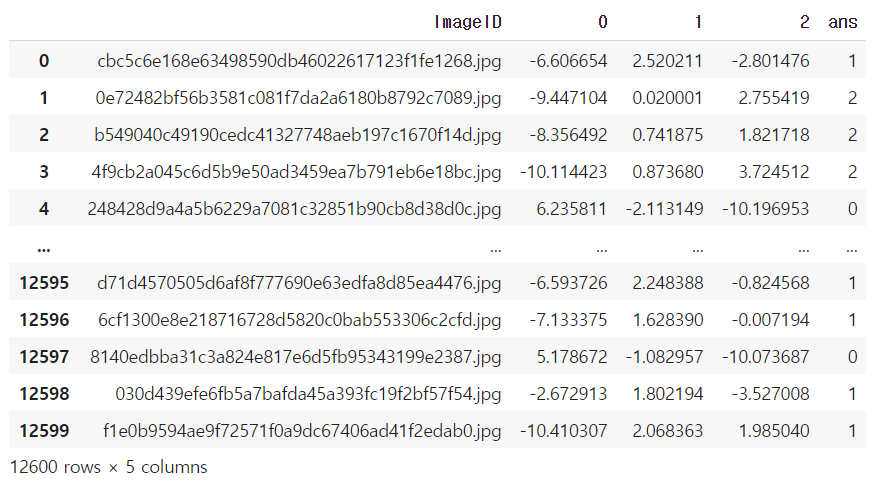 ImageID 0 1 2 ans
0 cbc5c6e168e63498590db46022617123f1fe1268.jpg -6.606654 2.520211 -2.801476 1
1 0e72482bf56b3581c081f7da2a6180b8792c7089.jpg -9.447104 0.020001 2.755419 2
2 b549040c49190cedc41327748aeb197c1670f14d.jpg -8.356492 0.741875 1.821718 2
3 4f9cb2a045c6d5b9e50ad3459ea7b791eb6e18bc.jpg -10.114423 0.873680 3.724512 2
4 248428d9a4a5b6229a7081c32851b90cb8d38d0c.jpg 6.235811 -2.113149 -10.196953 0
... ... ... ... ... ...
12595 d71d4570505d6af8f777690e63edfa8d85ea4476.jpg -6.593726 2.248388 -0.824568 1
12596 6cf1300e8e218716728d5820c0bab553306c2cfd.jpg -7.133375 1.628390 -0.007194 1
12597 8140edbba31c3a824e817e6d5fb95343199e2387.jpg 5.178672 -1.082957 -10.073687 0
12598 030d439efe6fb5a7bafda45a393fc19f2bf57f54.jpg -2.672913 1.802194 -3.527008 1
12599 f1e0b9594ae9f72571f0a9dc67406ad41f2edab0.jpg -10.410307 2.068363 1.985040 1
12600 rows × 5 columns